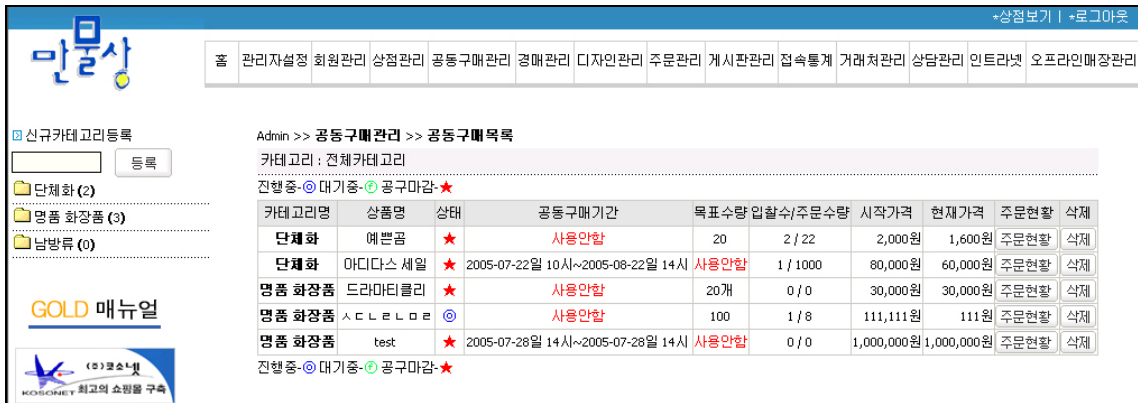 *상점보기 | *로그아웃
만물상
홈 관리자설정 회원관리 상점관리 공동구매관리 경매관리 디자인관리 주문관리 게시판관리 접속통계 거래처관리 상담관리 인트라넷 오프라인매장관리
신규카테고리등록
등록
단체화 (2)
명품 화장품 (3)
남방류 (0)
GOLD 매뉴얼
(주)코소넷
KOSONET 최고의 쇼핑몰 구축
Admin >> 공동구매관리 >> 공동구매목록
카테고리 : 전체카테고리
진행중-◎ 대기중-ⓕ 공구마감-★
카테고리명 상품명 상태 공동구매기간 목표수량 입찰수/주문수량 시작가격 현재가격 주문현황 삭제
단체화 예쁜곰 ★ 사용안함 20 2 / 22 2,000원 1,600원 주문현황 삭제
단체화 아디다스 세일 ★ 2005-07-22일 10시~2005-08-22일 14시 사용안함 1 / 1000 80,000원 60,000원 주문현황 삭제
명품 화장품 드라마티클리 ★ 사용안함 20개 0 / 0 30,000원 30,000원 주문현황 삭제
명품 화장품 ㅅㄷㄴㄹㄴㅁㄹ ◎ 사용안함 100 1 / 8 111,111원 111원 주문현황 삭제
명품 화장품 test ★ 2005-07-28일 14시~2005-07-28일 14시 사용안함 0 / 0 1,000,000원 1,000,000원 주문현황 삭제
진행중-◎ 대기중-ⓕ 공구마감-★